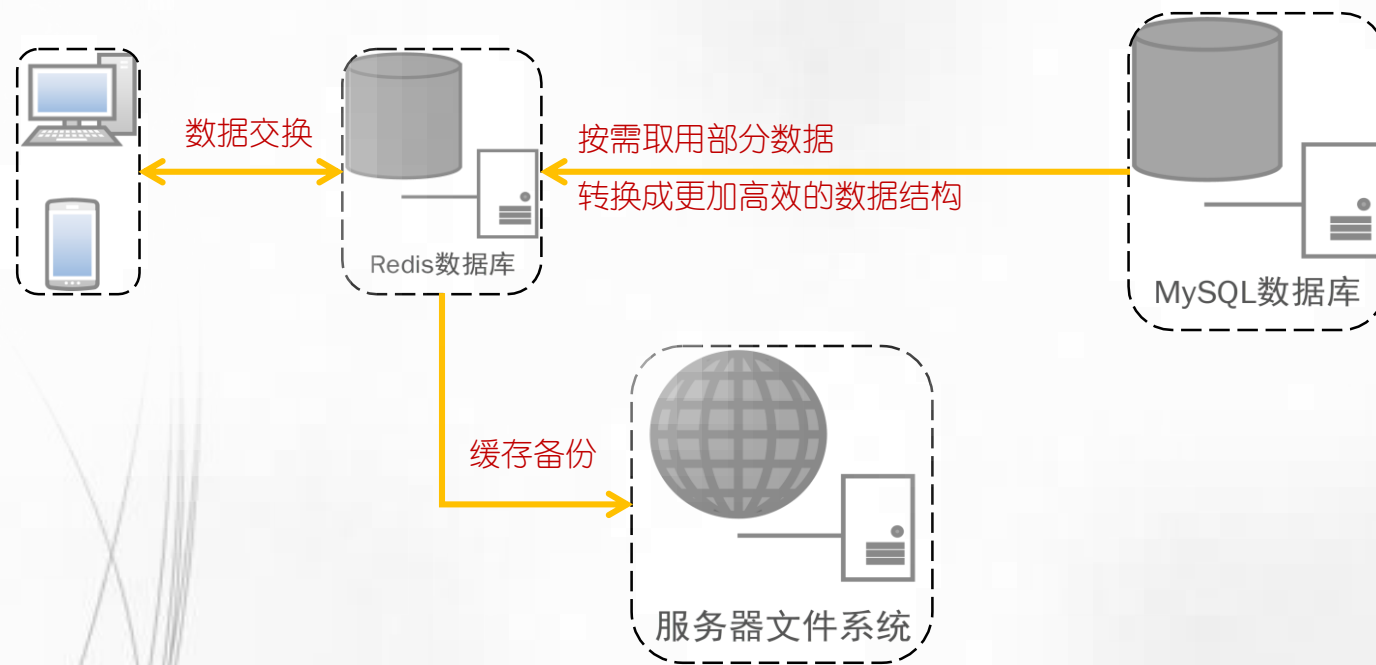 数据交换
Redis数据库
按需取用部分数据
转换成更加高效的数据结构
MySQL数据库
缓存备份
服务器文件系统